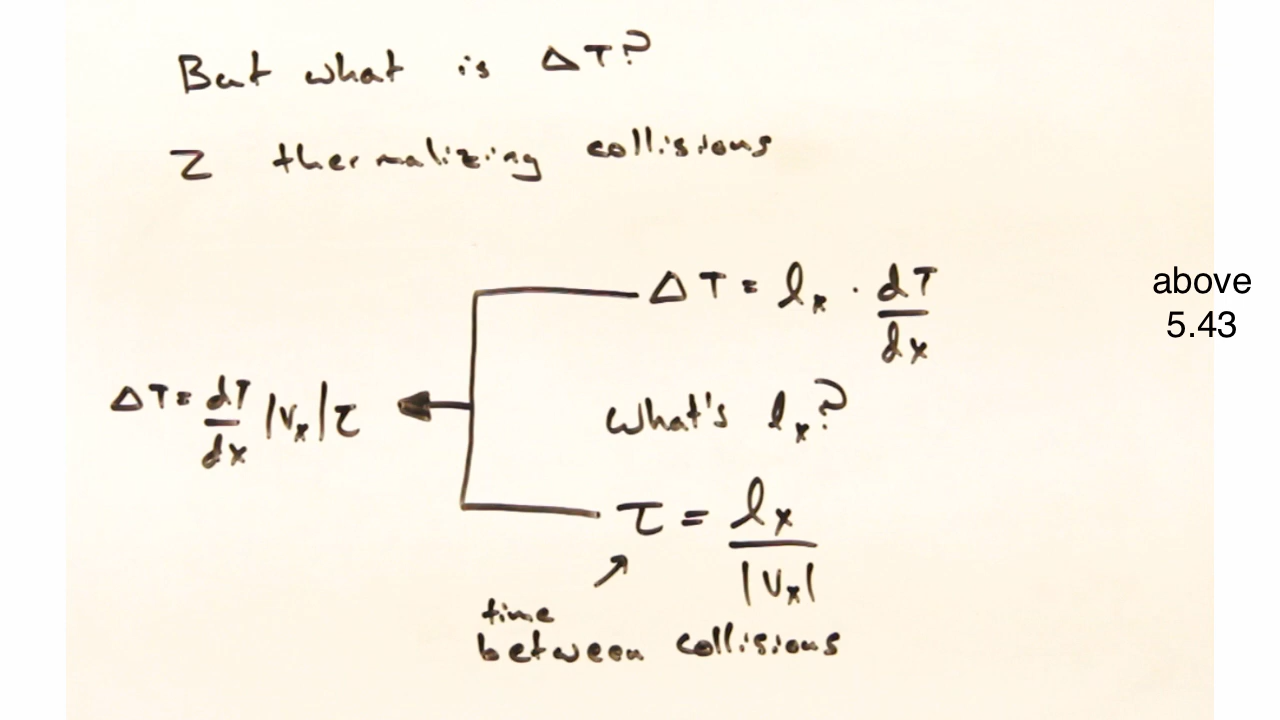 But what is ΔT?
2 thermalizing collisions
ΔT = lₓ · dT/dx
above
5.43
ΔT = dT/dx |vₓ|τ
What's lₓ?
τ = lₓ/|vₓ|
time
between collisions